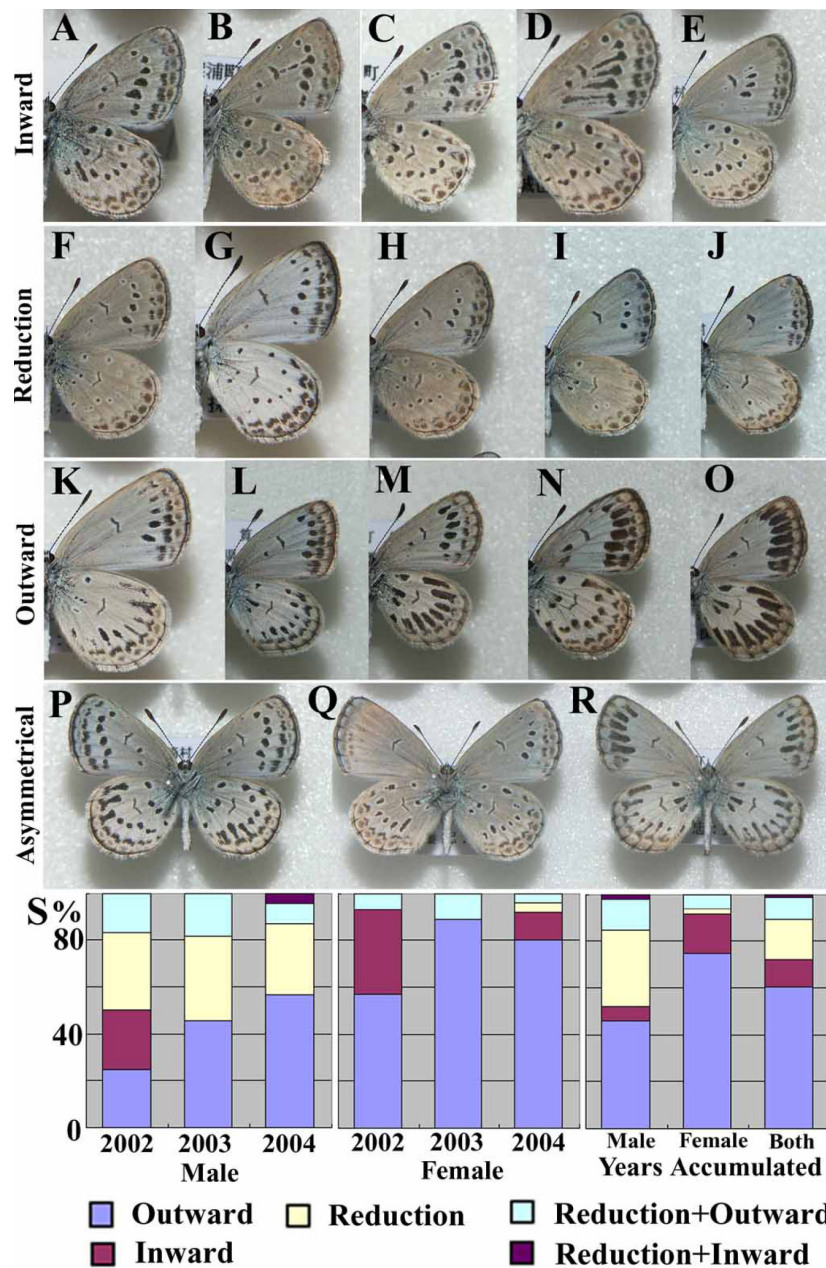 A B C D E
Inward
F G H I J
Reduction
K L M N O
Outward
P Q R
Asymmetrical
S %
80
40
0
2002 2003 2004
Male
2002 2003 2004
Female
Male Female Both
Years Accumulated
Outward Reduction Reduction+Outward
Inward Reduction+Inward